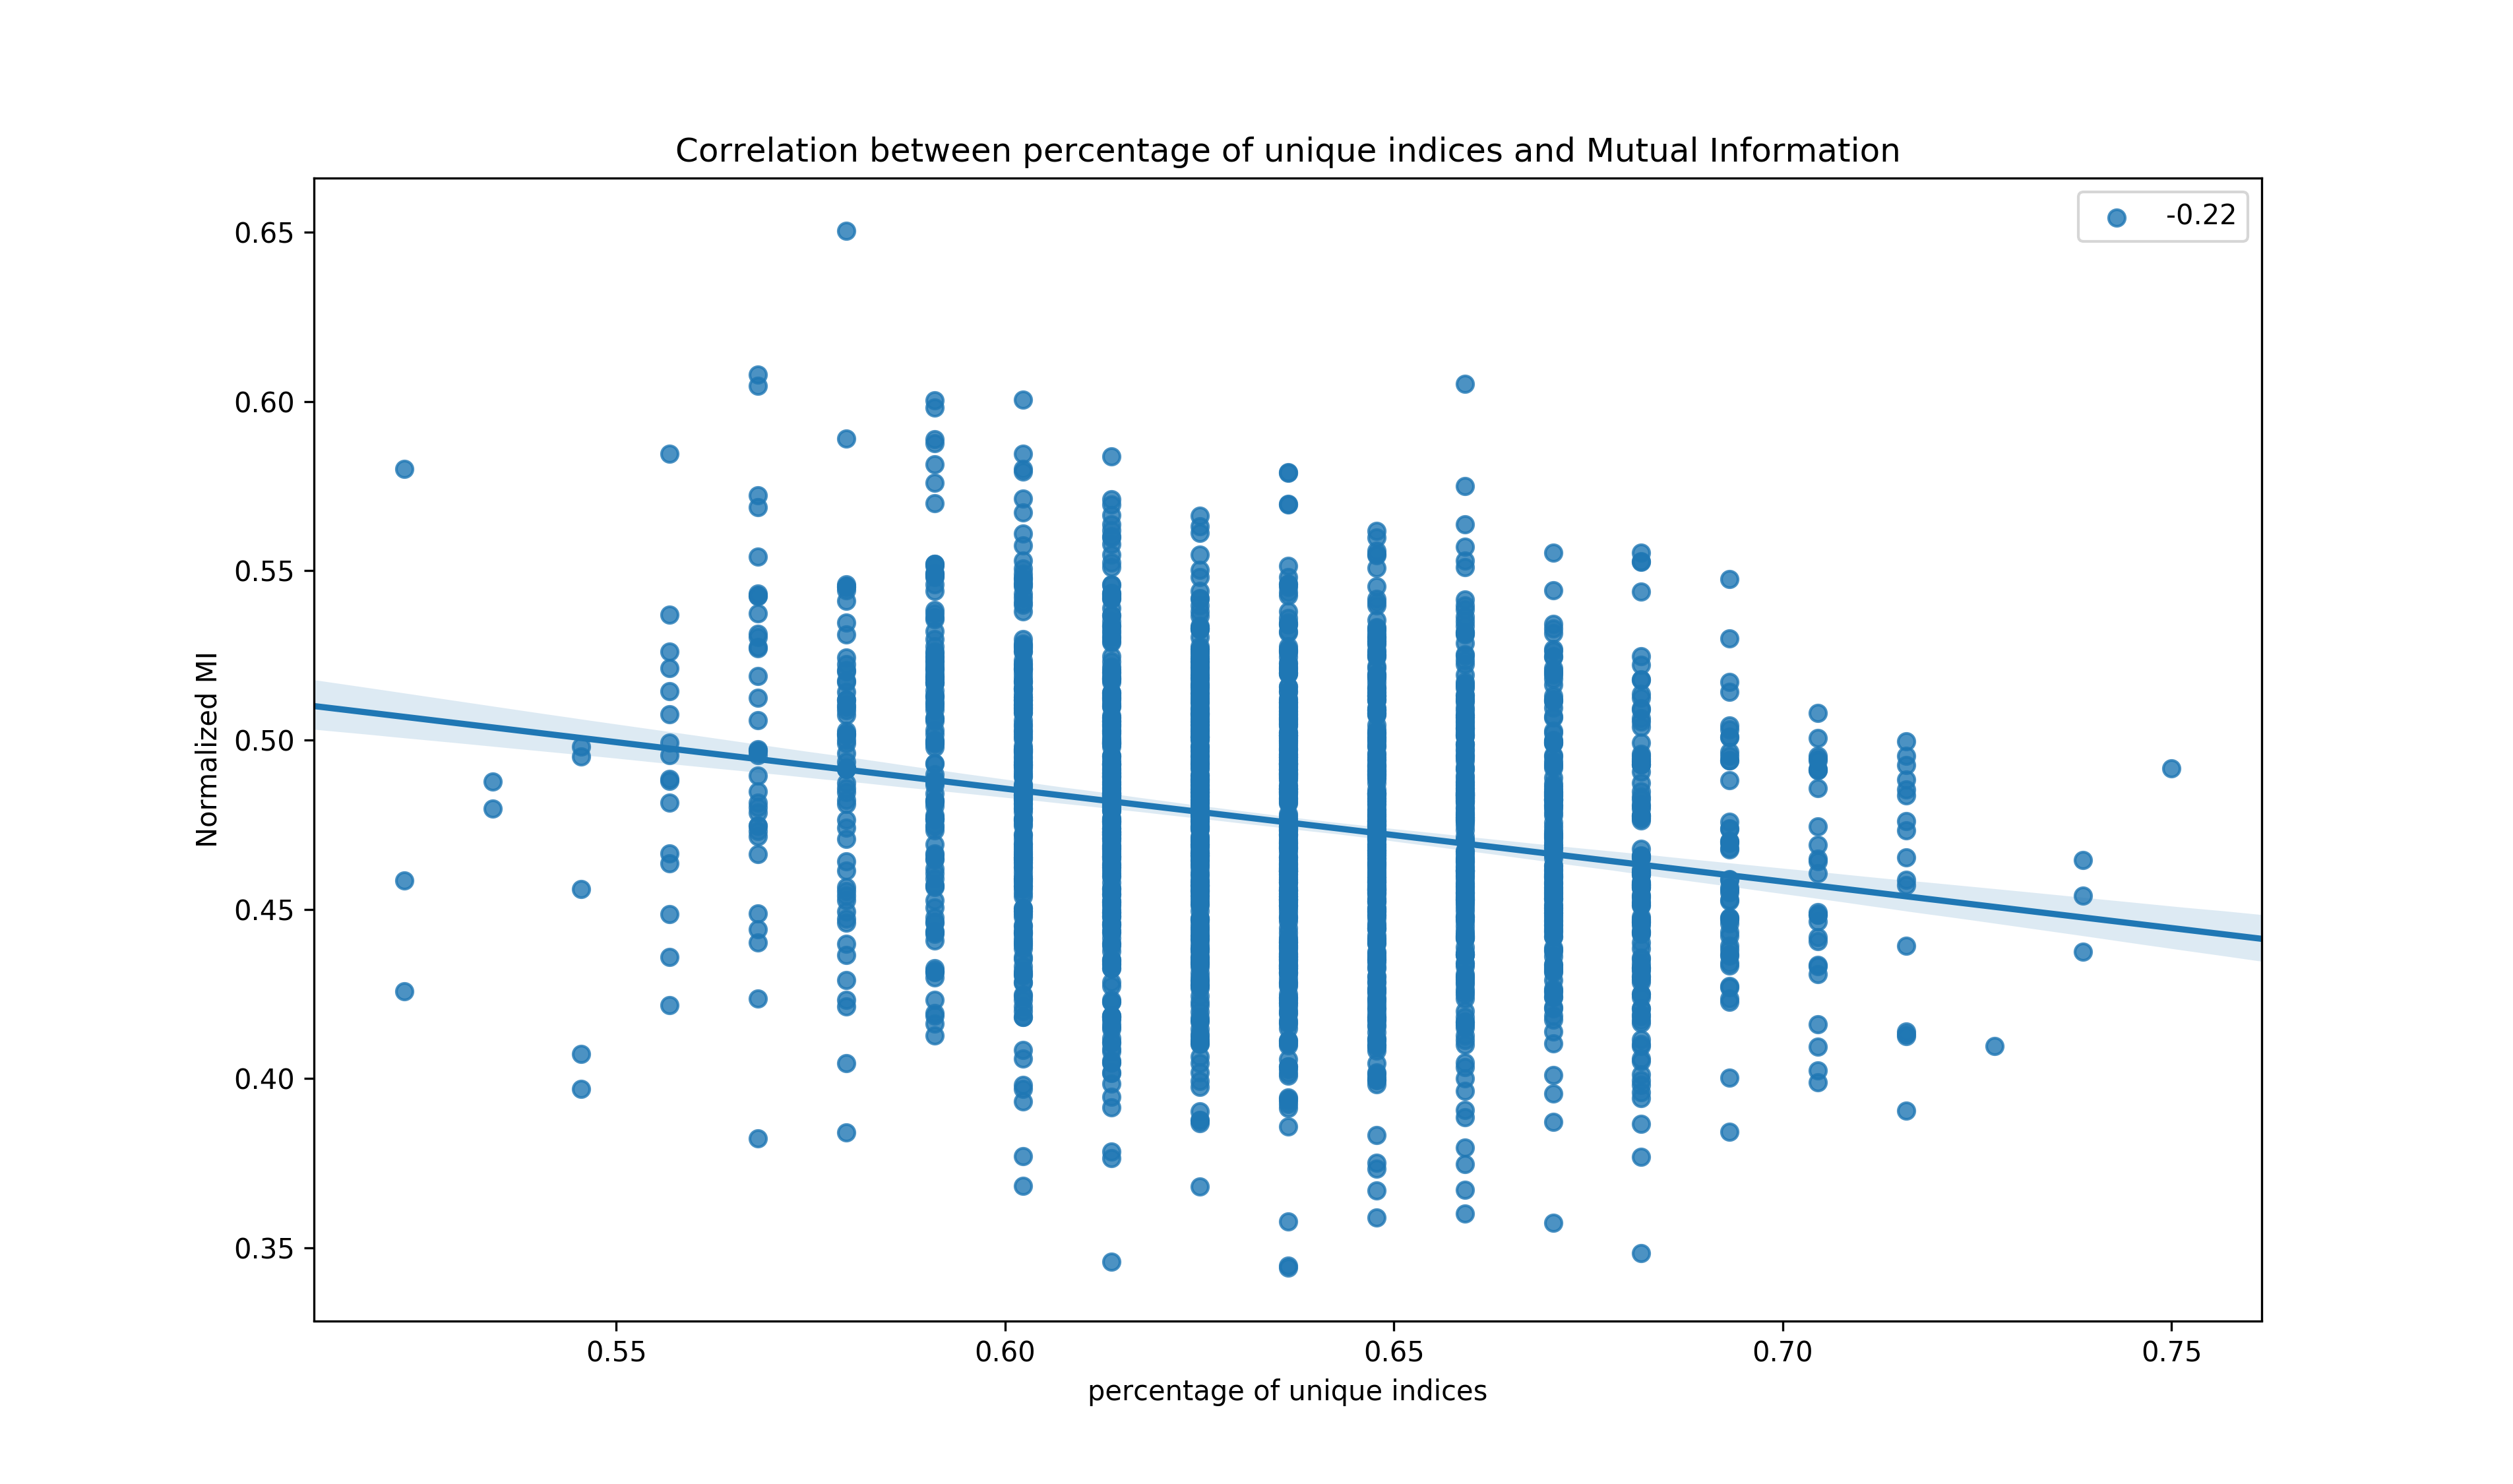 Correlation between percentage of unique indices and Mutual Information
-0.22
0.65
0.60
0.55
0.50
0.45
0.40
0.35
Normalized MI
0.55 0.60 0.65 0.70 0.75
percentage of unique indices